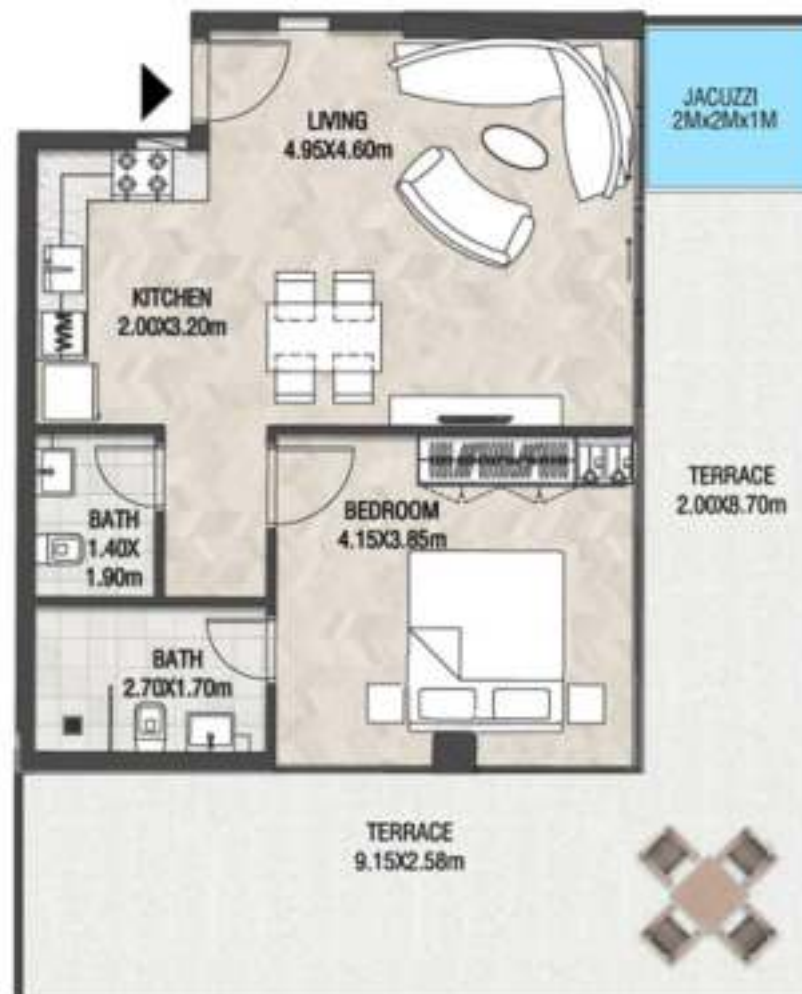 LIVING
4.95X4.60m
JACUZZI
2Mx2Mx1M
KITCHEN
2.00X3.20m
WM
BATH
1.40X
1.90m
BEDROOM
4.15X3.85m
TERRACE
2.00X8.70m
BATH
2.70X1.70m
TERRACE
9.15X2.58m